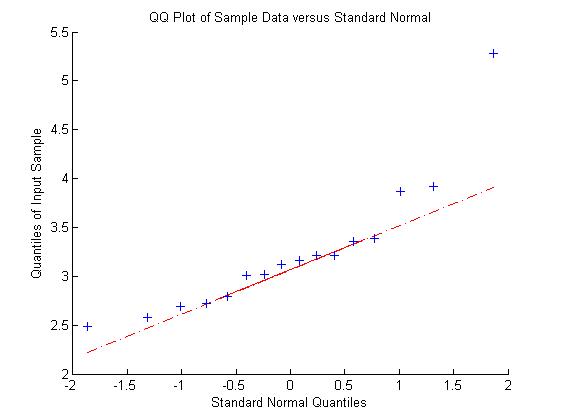 QQ Plot of Sample Data versus Standard Normal
5.5
5
4.5
4
3.5
3
2.5
2
Quantiles of Input Sample
-2 -1.5 -1 -0.5 0 0.5 1 1.5 2
Standard Normal Quantiles